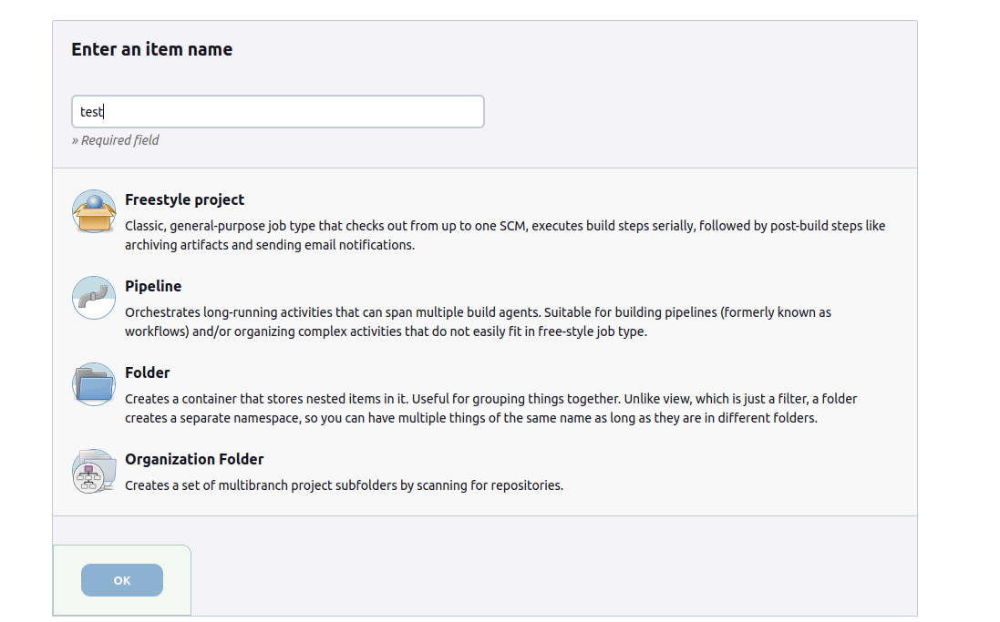 Enter an item name
test
» Required field
Freestyle project
Classic, general-purpose job type that checks out from up to one SCM, executes build steps serially, followed by post-build steps like
archiving artifacts and sending email notifications.
Pipeline
Orchestrates long-running activities that can span multiple build agents. Suitable for building pipelines (formerly known as
workflows) and/or organizing complex activities that do not easily fit in free-style job type.
Folder
Creates a container that stores nested items in it. Useful for grouping things together. Unlike view, which is just a filter, a folder
creates a separate namespace, so you can have multiple things of the same name as long as they are in different folders.
Organization Folder
Creates a set of multibranch project subfolders by scanning for repositories.
OK